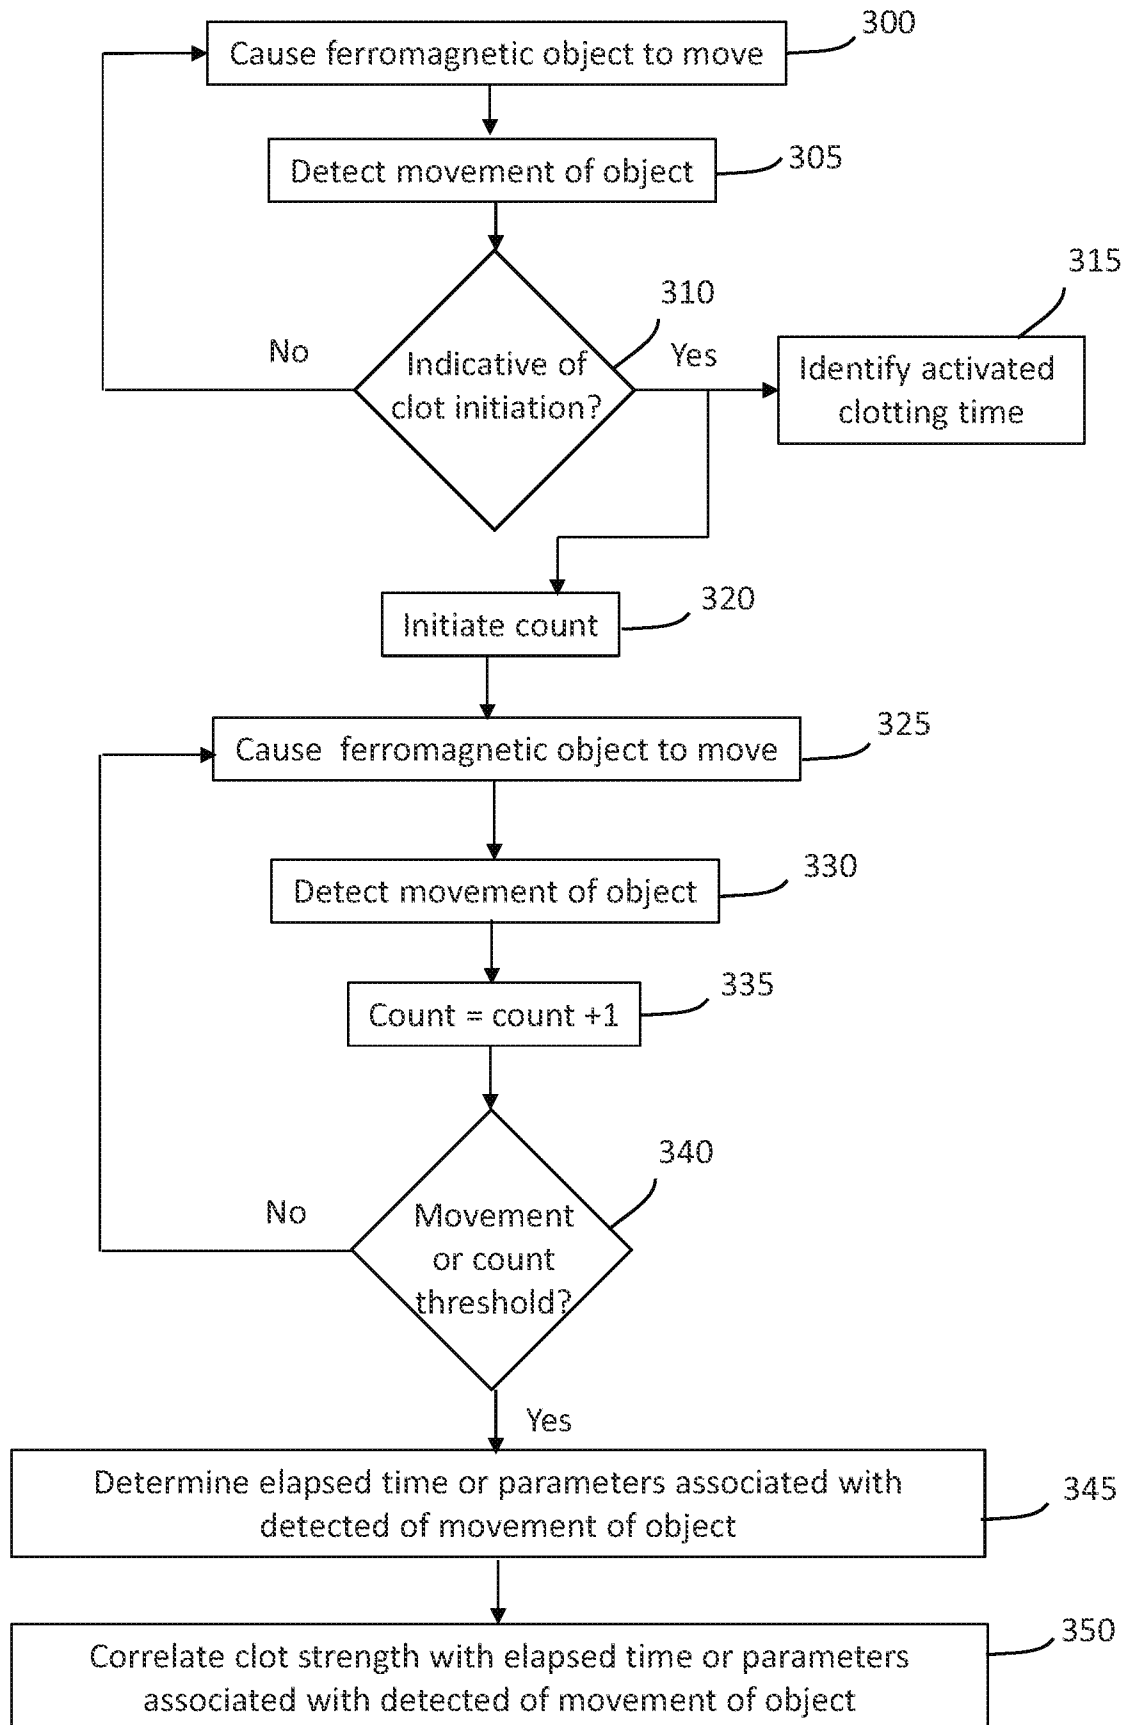 300
Cause ferromagnetic object to move
305
Detect movement of object
315
310
No
Yes
Indicative of
clot initiation?
Identify activated
clotting time
320
Initiate count
325
Cause  ferromagnetic object to move
330
Detect movement of object
335
Count = count +1
340
No
Movement
or count
threshold?
Yes
Determine elapsed time or parameters associated with
detected of movement of object
345
350
Correlate clot strength with elapsed time or parameters
associated with detected of movement of object